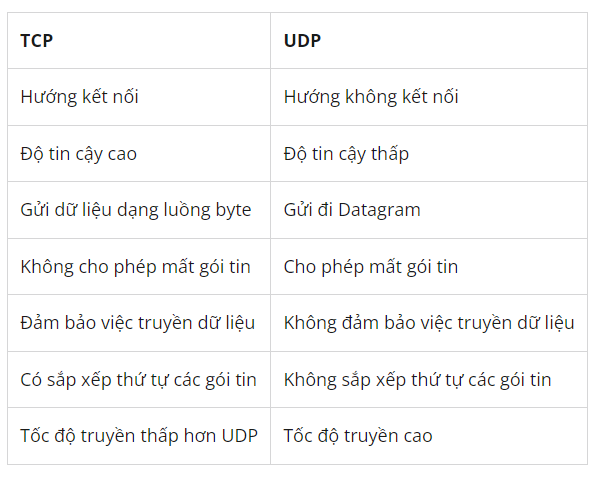 TCP UDP
Hướng kết nối Hướng không kết nối
Độ tin cậy cao Độ tin cậy thấp
Gửi dữ liệu dạng luồng byte Gửi đi Datagram
Không cho phép mất gói tin Cho phép mất gói tin
Đảm bảo việc truyền dữ liệu Không đảm bảo việc truyền dữ liệu
Có sắp xếp thứ tự các gói tin Không sắp xếp thứ tự các gói tin
Tốc độ truyền thấp hơn UDP Tốc độ truyền cao